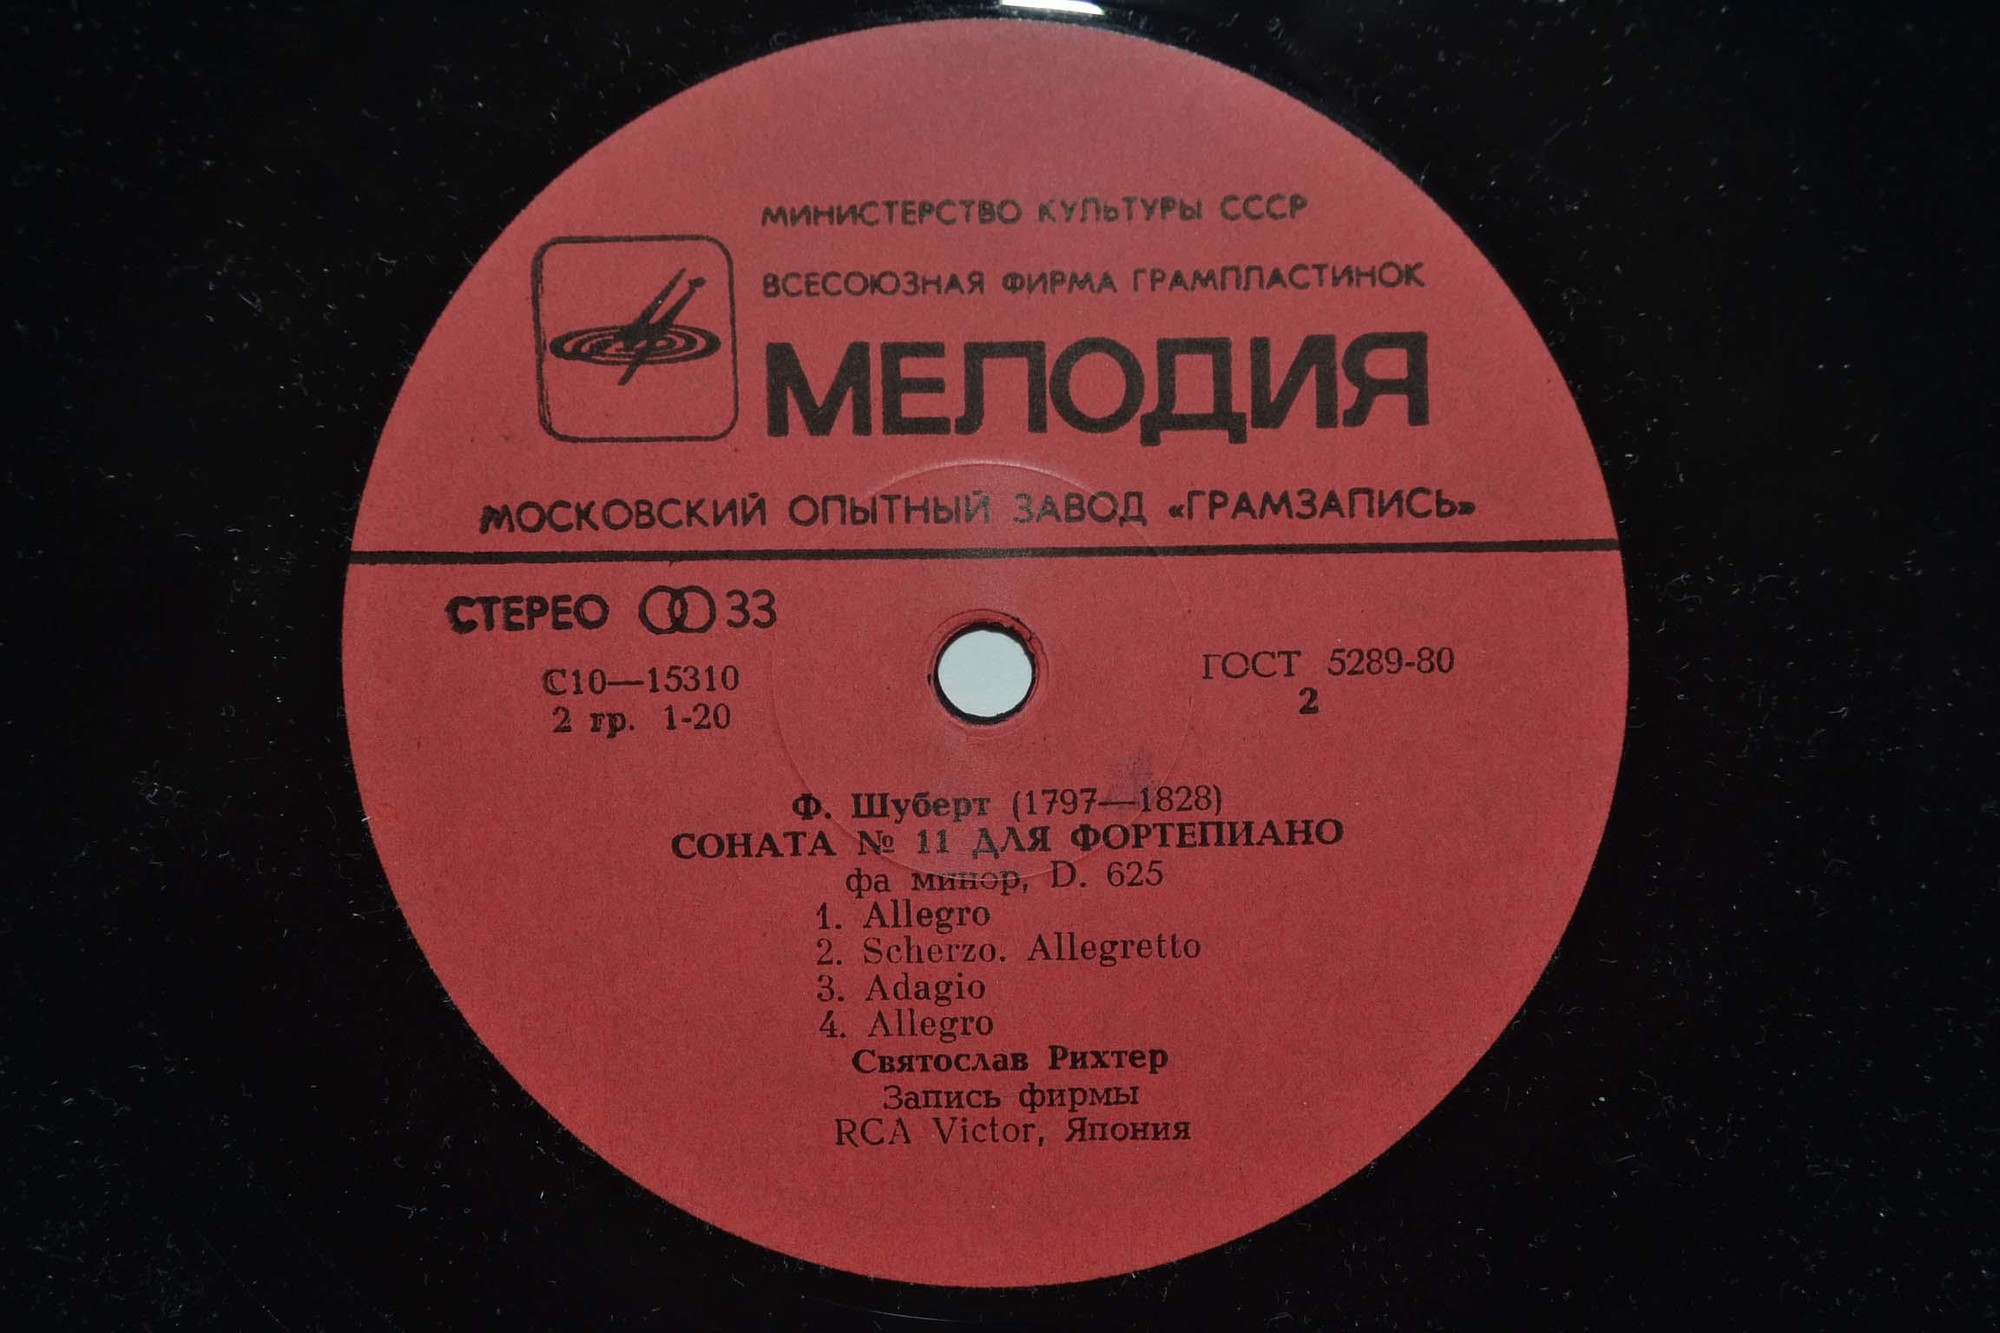 МИНИСТЕРСТВО КУЛЬТУРЫ СССР
ВСЕСОЮЗНАЯ ФИРМА ГРАМПЛАСТИНОК
МЕЛОДИЯ
МОСКОВСКИЙ ОПЫТНЫЙ ЗАВОД «ГРАМЗАПИСЬ»
СТЕРЕО 33
С10—15310
2 гр. 1-20
ГОСТ 5289-80
2
Ф. Шуберт (1797—1828)
СОНАТА № 11 ДЛЯ ФОРТЕПИАНО
фа минор, D. 625
1. Allegro
2. Scherzo. Allegretto
3. Adagio
4. Allegro
Святослав Рихтер
Запись фирмы
RCA Victor, Япония